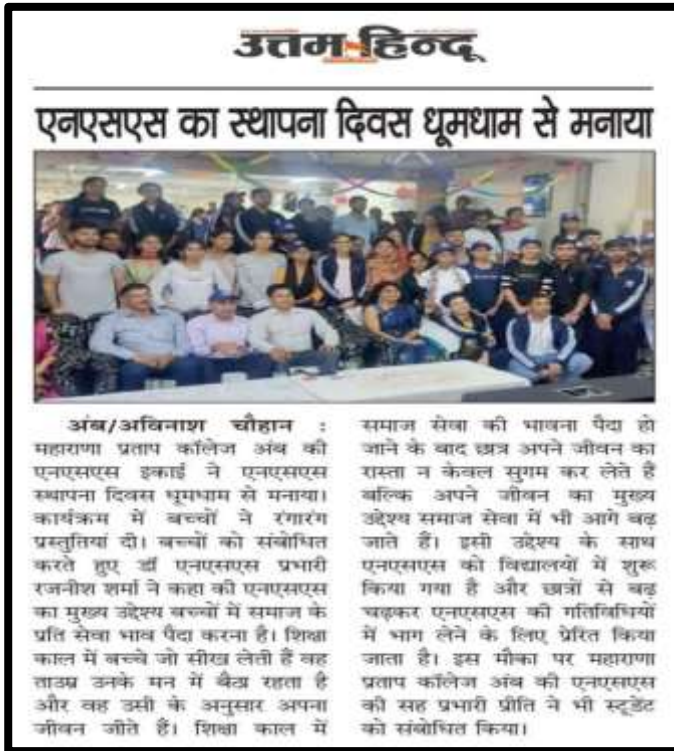 उत्तम हिन्दू
एनएसएस का स्थापना दिवस धूमधाम से मनाया
अंब/अविनाश चौहान :
महाराणा प्रताप कॉलेज अंब की
एनएसएस इकाई ने एनएसएस
स्थापना दिवस धूमधाम से मनाया।
कार्यक्रम में बच्चों ने रंगारंग
प्रस्तुतियां दी। बच्चों को संबोधित
करते हुए डॉ एनएसएस प्रभारी
रजनीश शर्मा ने कहा की एनएसएस
का मुख्य उद्देश्य बच्चों में समाज के
प्रति सेवा भाव पैदा करना है। शिक्षा
काल में बच्चे जो सीख लेती हैं वह
ताउम्र उनके मन में बैठा रहता है
और वह उसी के अनुसार अपना
जीवन जीते हैं। शिक्षा काल में
समाज सेवा की भावना पैदा हो
जाने के बाद छात्र अपने जीवन का
रास्ता न केवल सुगम कर लेते हैं
बल्कि अपने जीवन का मुख्य
उद्देश्य समाज सेवा में भी आगे बढ़
जाते हैं। इसी उद्देश्य के साथ
एनएसएस को विद्यालयों में शुरू
किया गया है और छात्रों से बढ़
चढ़कर एनएसएस की गतिविधियों
में भाग लेने के लिए प्रेरित किया
जाता है। इस मौका पर महाराणा
प्रताप कॉलेज अंब की एनएसएस
की सह प्रभारी प्रीति ने भी स्टूडेंट
को संबोधित किया।